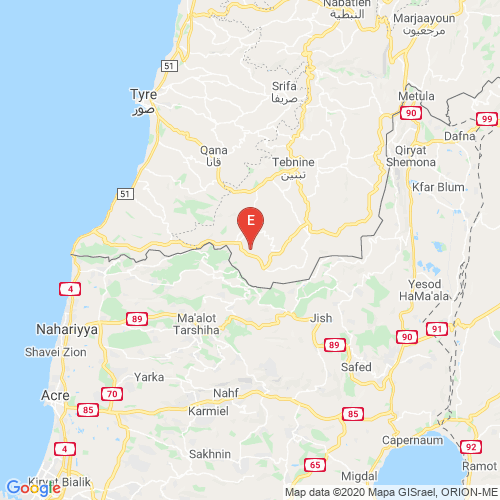 Nabatieh
النبطية
Marjaayoun
مرجعيون
51
Tyre
صور
Srifa
صريفا
Metula
90
99
Dafna
Qana
قانا
Tebnine
تبنين
Qiryat
Shemona
Kfar Blum
51
E
4
Yesod
HaMa'ala
89
Ma'alot
Tarshiha
Jish
Nahariyya
91
90
Shavei Zion
89
Safed
Yarka
70
Nahf
Acre
85
Karmiel
85
Capernaum
4
Sakhnin
92
65
Ramot
Kiryat Bialik
Migdal
Google
Map data ©2020 Mapa GISrael, ORION-ME